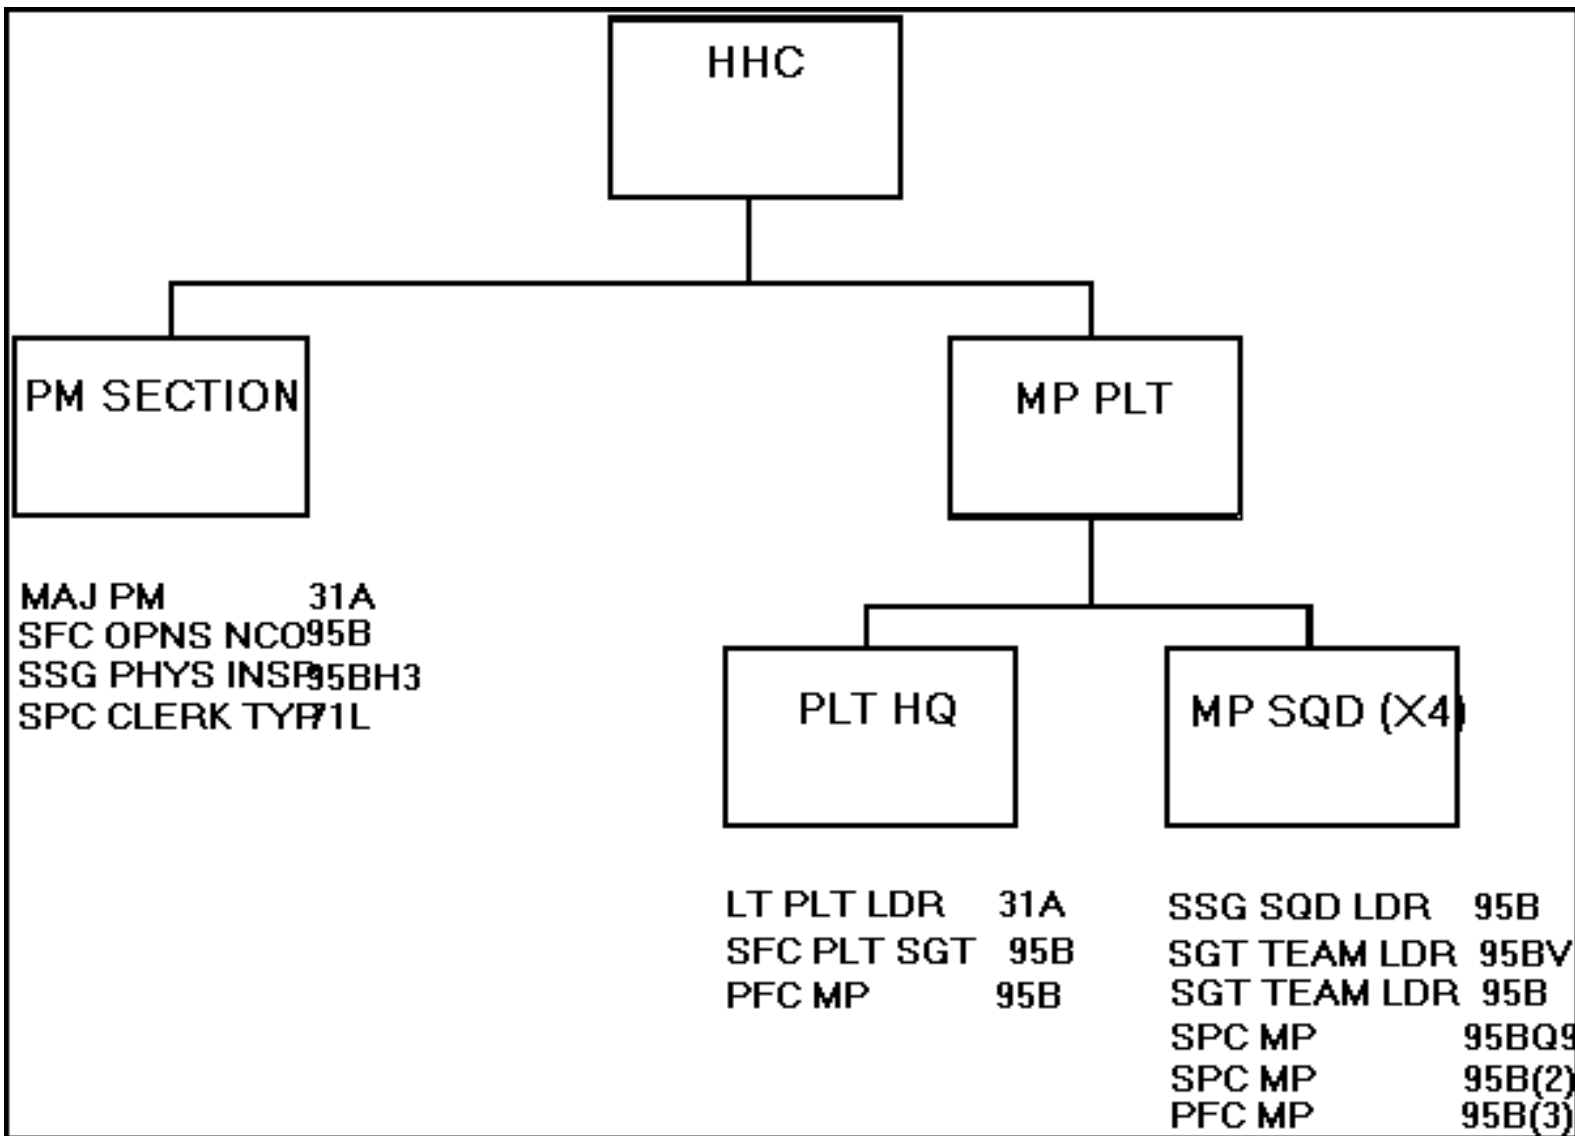 HHC
PM SECTION
MP PLT
MAJ PM 31A
SFC OPNS NCO 95B
SSG PHYS INSP 95BH3
SPC CLERK TYP 71L
PLT HQ
MP SQD (X4)
LT PLT LDR 31A
SFC PLT SGT 95B
PFC MP 95B
SSG SQD LDR 95B
SGT TEAM LDR 95BV
SGT TEAM LDR 95B
SPC MP 95BQ9
SPC MP 95B(2)
PFC MP 95B(3)